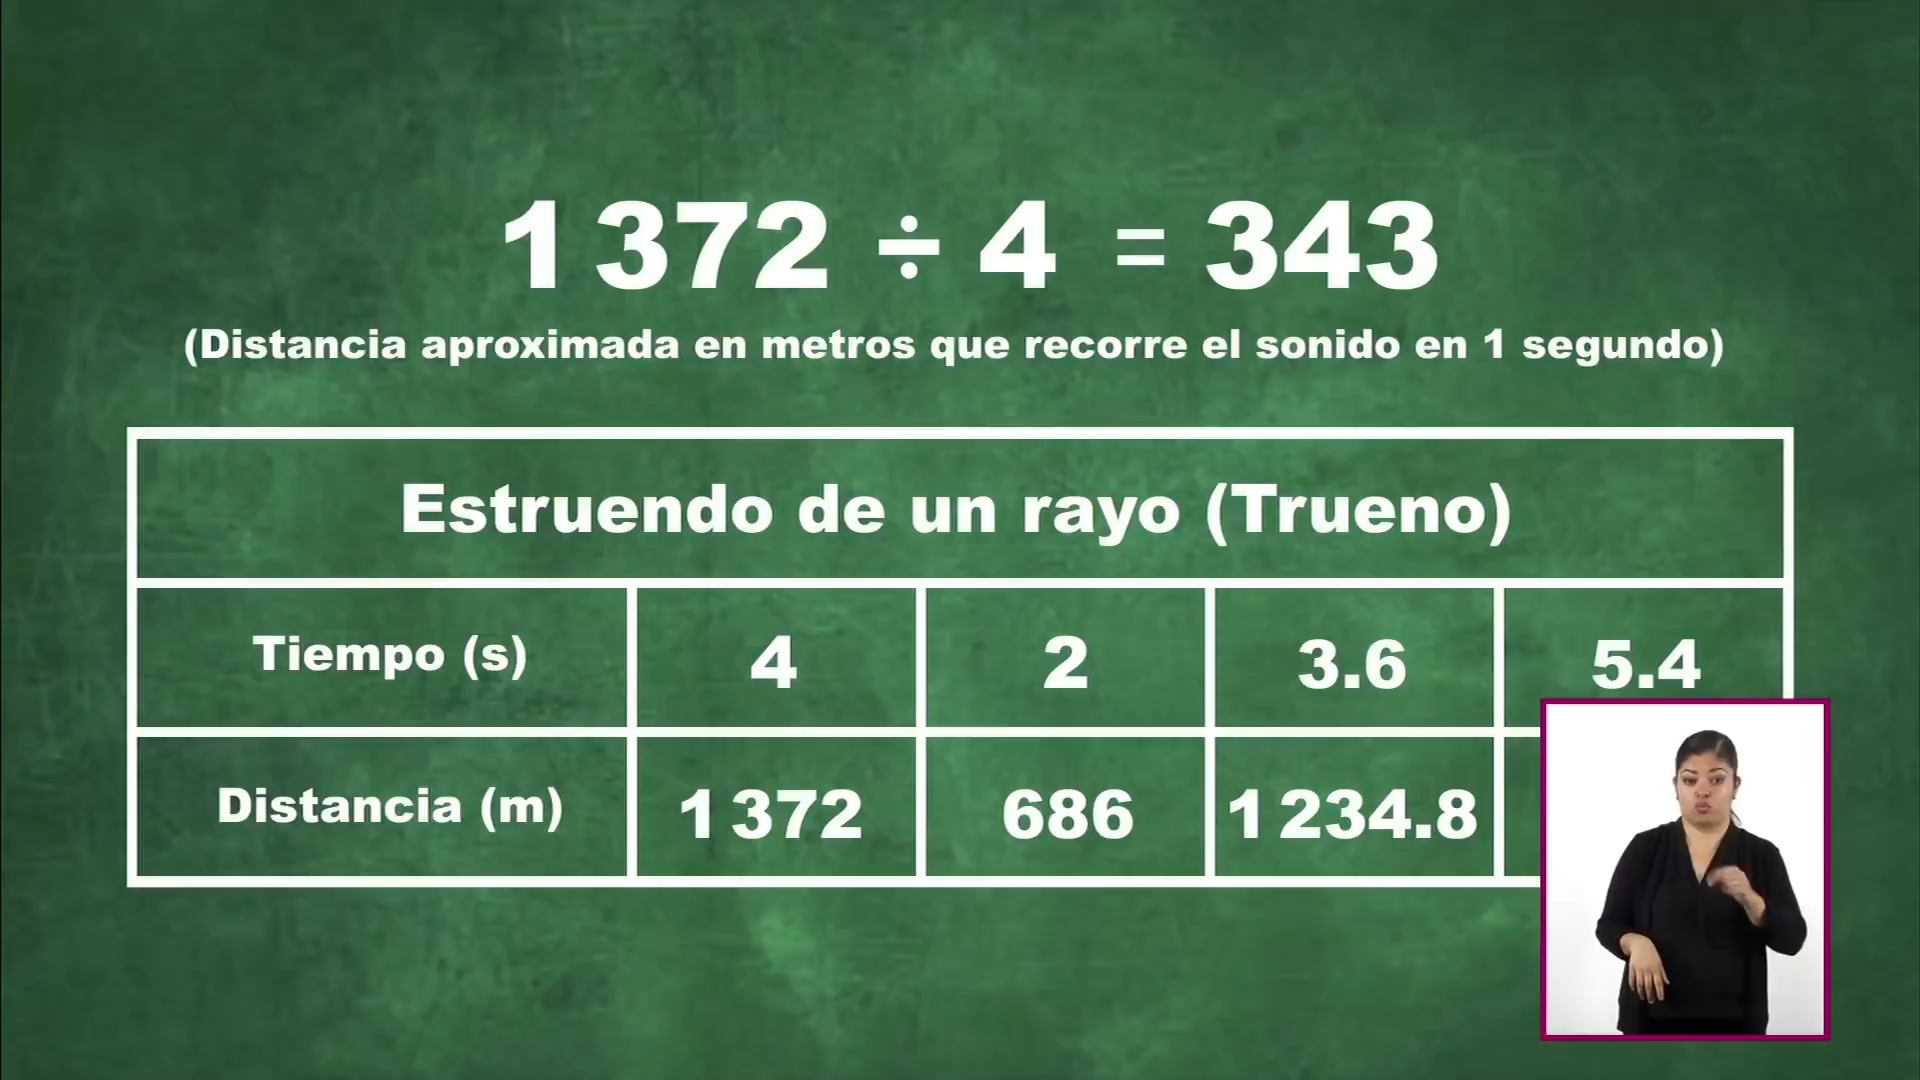 1 372 ÷ 4 = 343
(Distancia aproximada en metros que recorre el sonido en 1 segundo)
Estruendo de un rayo (Trueno)
Tiempo (s) 4 2 3.6 5.4
Distancia (m) 1 372 686 1 234.8